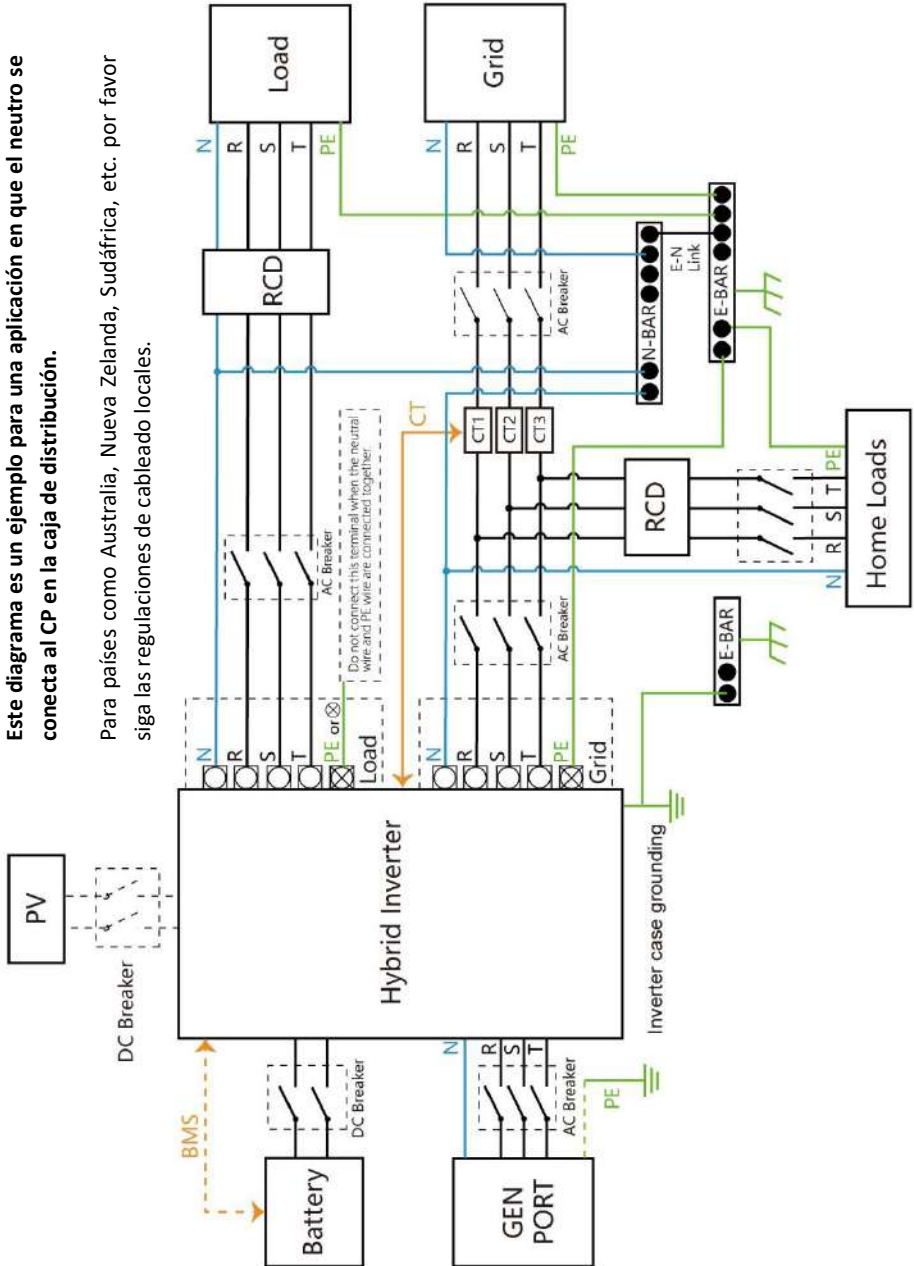 Este diagrama es un ejemplo para una aplicación en que el neutro se
conecta al CP en la caja de distribución.
Para países como Australia, Nueva Zelanda, Sudáfrica, etc. por favor
siga las regulaciones de cableado locales.
PV
DC Breaker
BMS
Battery
DC Breaker
GEN
PORT
N
R
S
T
AC Breaker
PE
Hybrid Inverter
Inverter case grounding
N
R
S
T
PE or
Load
AC Breaker
Do not connect this terminal when the neutral
wire and PE wire are connected together.
RCD
N
R
S
T
PE
Load
CT
N
R
S
T
PE
Grid
AC Breaker
CT1
CT2
CT3
AC Breaker
N
R
S
T
PE
Grid
N-BAR
E-N
Link
E-BAR
E-BAR
RCD
N
R
S
T
PE
Home Loads